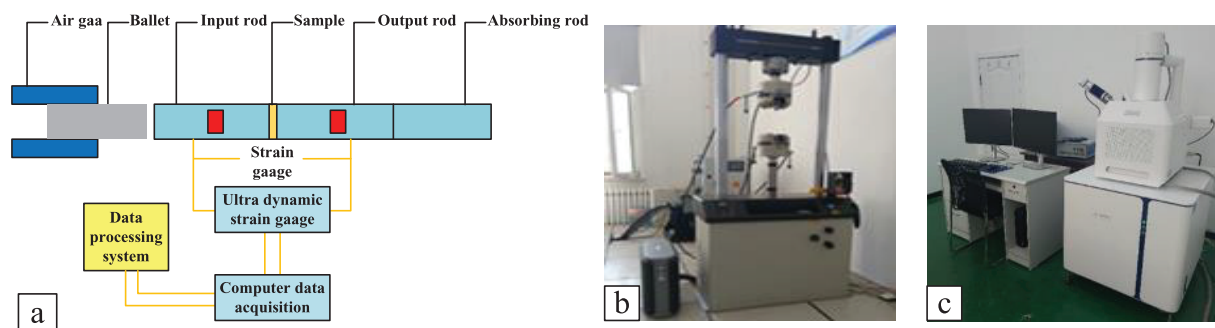 Air gaa
Ballet
Input rod
Sample
Output rod
Absorbing rod
Strain
gaage
Ultra dynamic
strain gaage
Data
processing
system
Computer data
acquisition
a
b
c